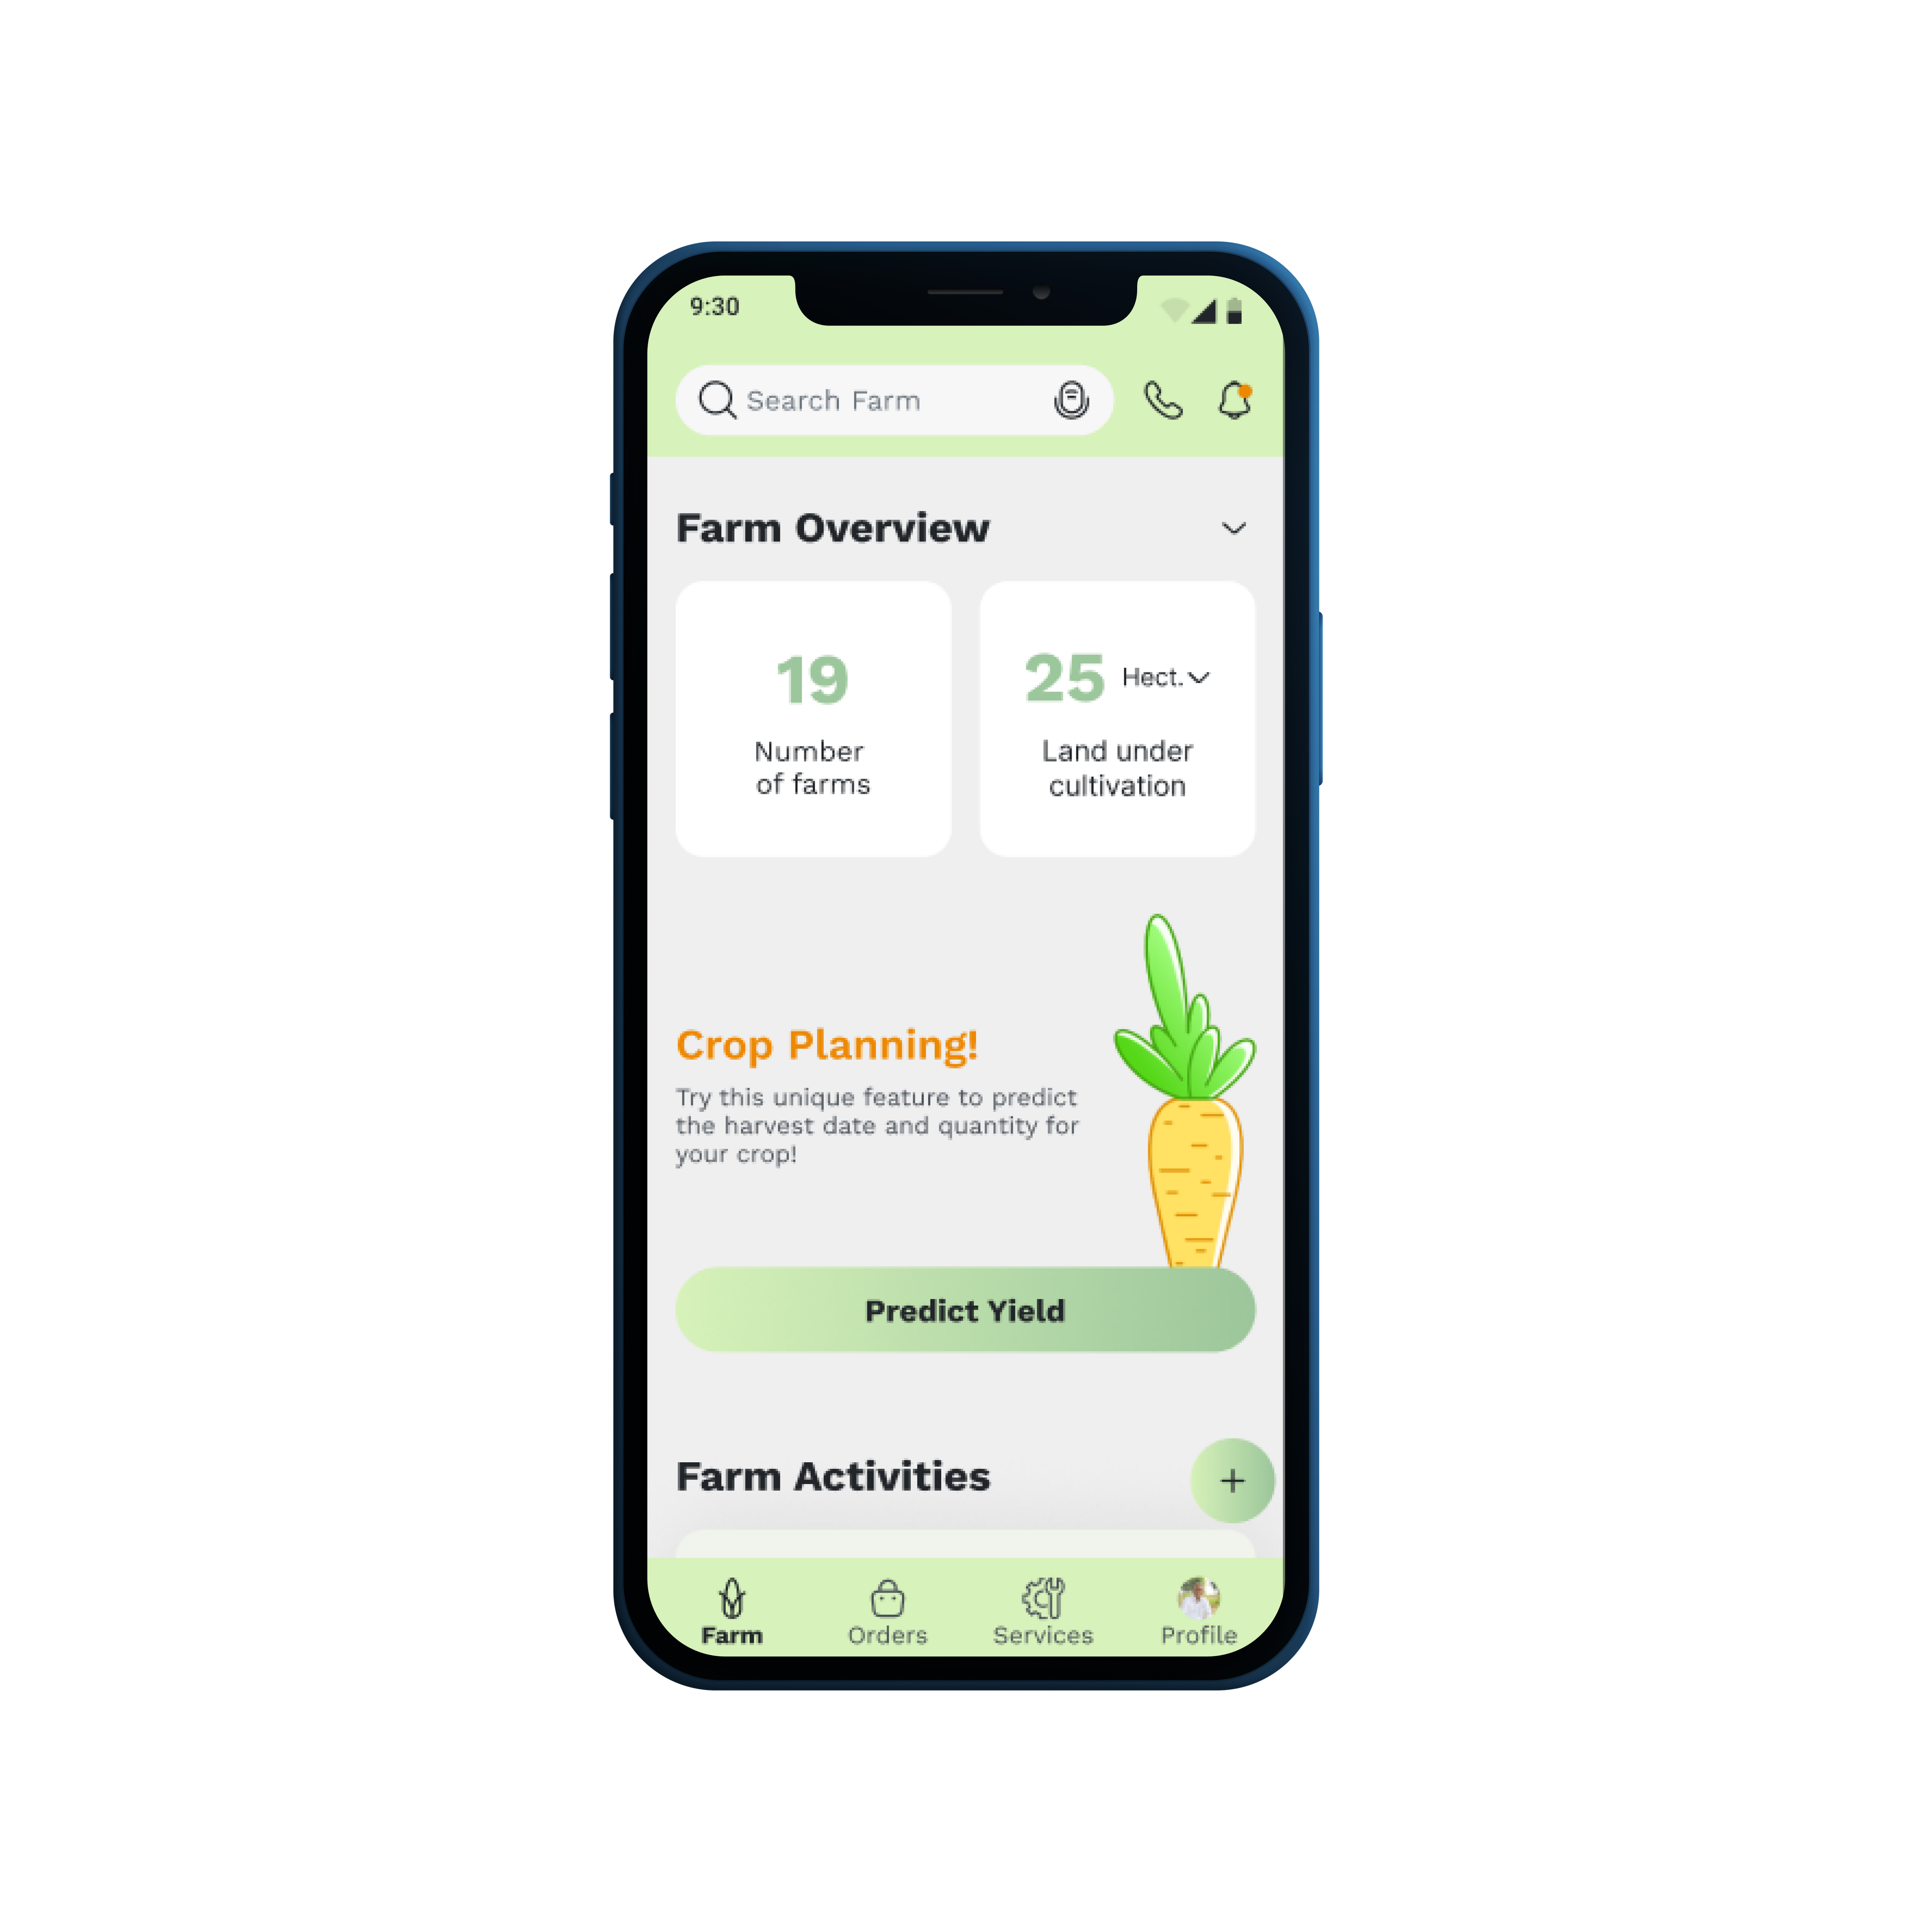 9:30
Search Farm
Farm Overview
19
Number
of farms
25 Hect.
Land under
cultivation
Crop Planning!
Try this unique feature to predict
the harvest date and quantity for
your crop!
Predict Yield
Farm Activities
+
Farm
Orders
Services
Profile